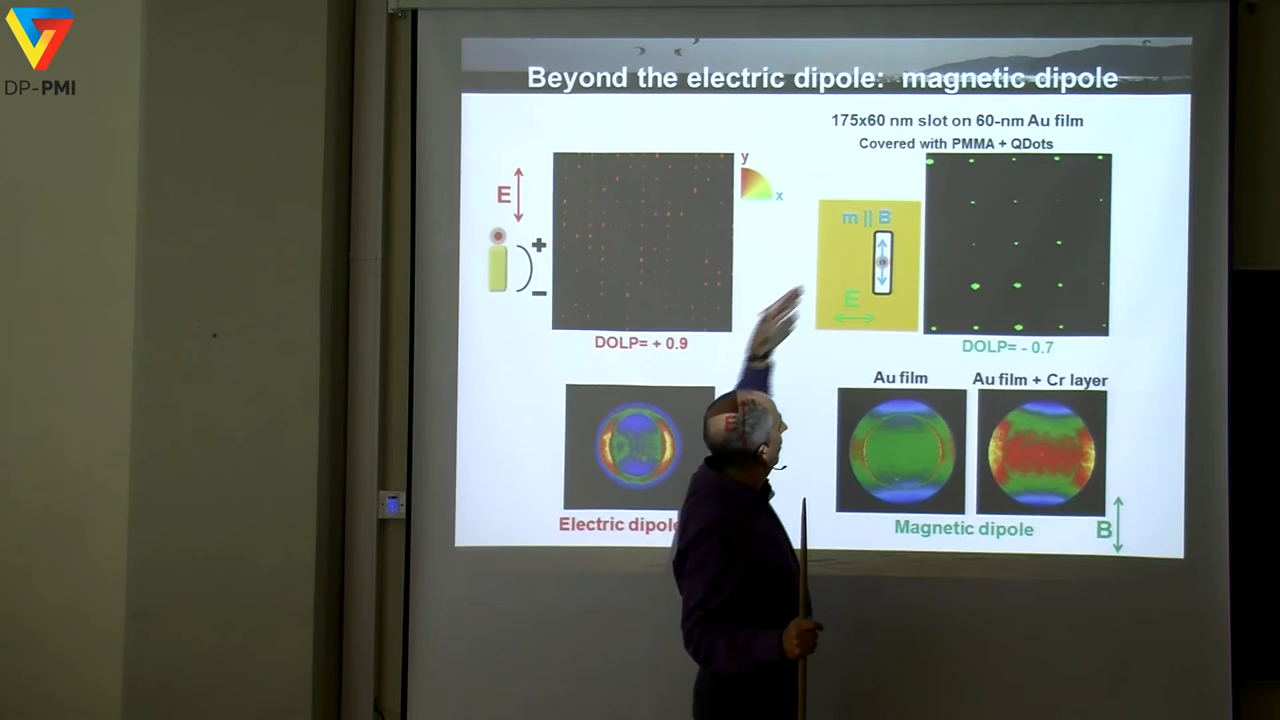 DP-PMI
Beyond the electric dipole: magnetic dipole
175x60 nm slot on 60-nm Au film
Covered with PMMA + QDots
E
+
–
y
x
m || B
E
DOLP= + 0.9
DOLP= - 0.7
Au film
Au film + Cr layer
E
Electric dipole
Magnetic dipole
B